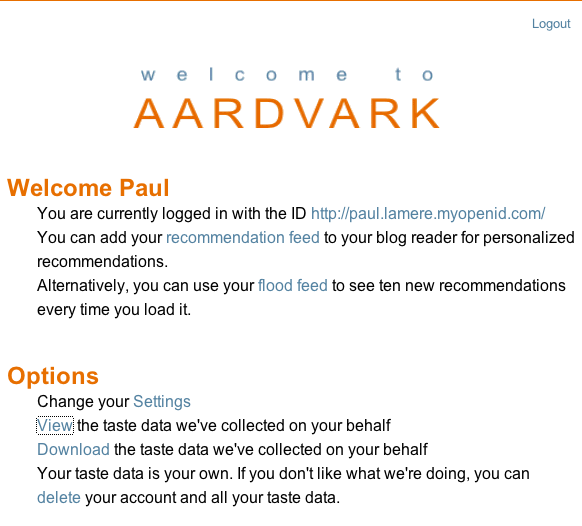 Logout
welcome to
AARDVARK
Welcome Paul
You are currently logged in with the ID http://paul.lamere.myopenid.com/
You can add your recommendation feed to your blog reader for personalized
recommendations.
Alternatively, you can use your flood feed to see ten new recommendations
every time you load it.
Options
Change your Settings
View the taste data we've collected on your behalf
Download the taste data we've collected on your behalf
Your taste data is your own. If you don't like what we're doing, you can
delete your account and all your taste data.